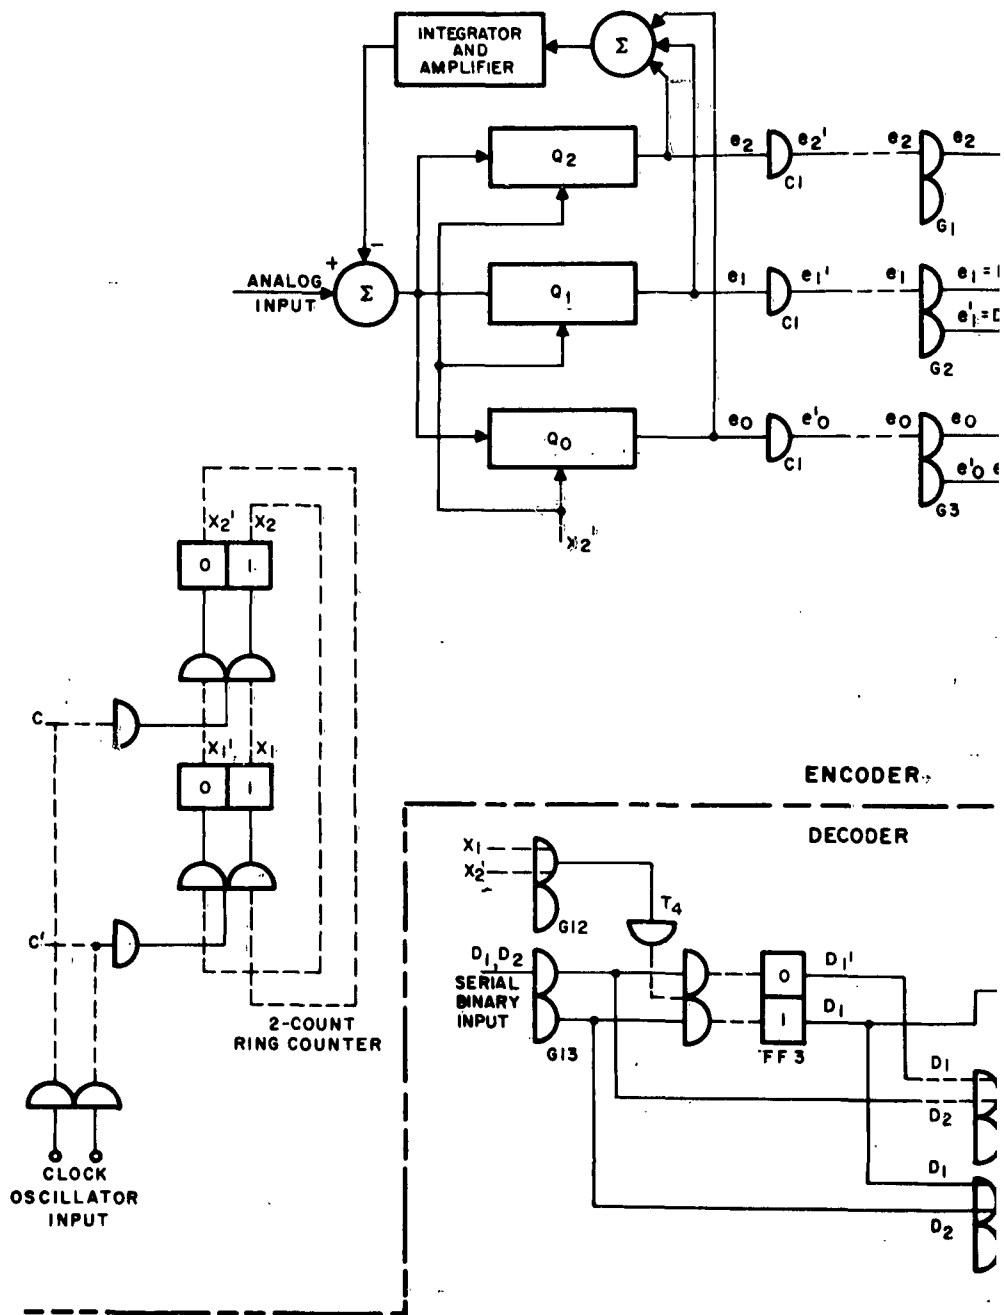 INTEGRATOR
AND
AMPLIFIER
Σ
Q2
e2
e2'
C1
e2
e2
G1
+
-
ANALOG
INPUT
Σ
Q1
e1
e1'
C1
e1
e1 =
e1' = D
G2
Q0
e0
e'0
C1
e0
e0
e'0
G3
X2'
X2'
X2
0
1
C
X1'
X1
0
1
C'
2-COUNT
RING COUNTER
CLOCK
OSCILLATOR
INPUT
ENCODER
DECODER
X1
X2'
G12
T4
D1, D2
SERIAL
BINARY
INPUT
G13
0
1
FF3
D1'
D1
D1
D2
D1
D2